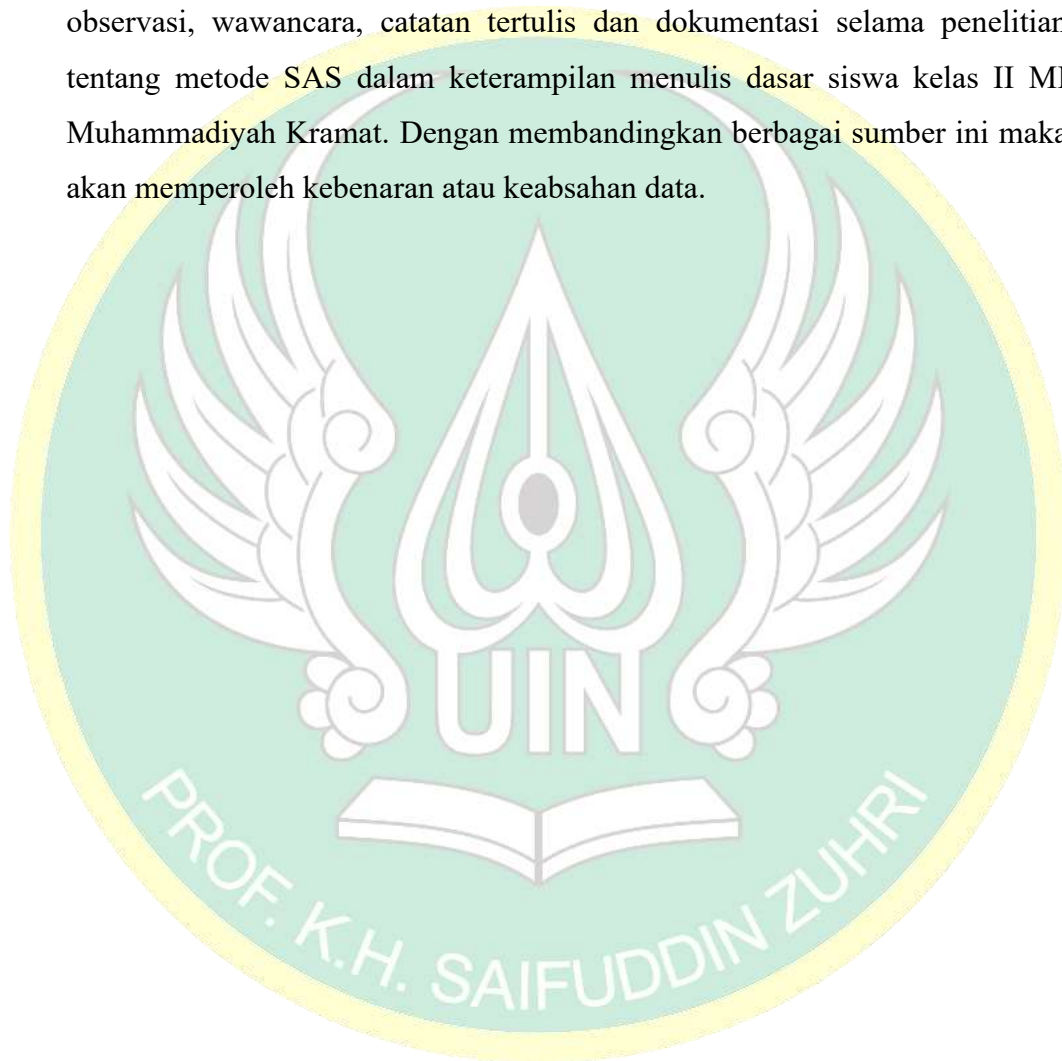 observasi, wawancara, catatan tertulis dan dokumentasi selama penelitian
tentang metode SAS dalam keterampilan menulis dasar siswa kelas II MI
Muhammadiyah Kramat. Dengan membandingkan berbagai sumber ini maka
akan memperoleh kebenaran atau keabsahan data.
UIN
PROF. K.H. SAIFUDDIN ZUHRI